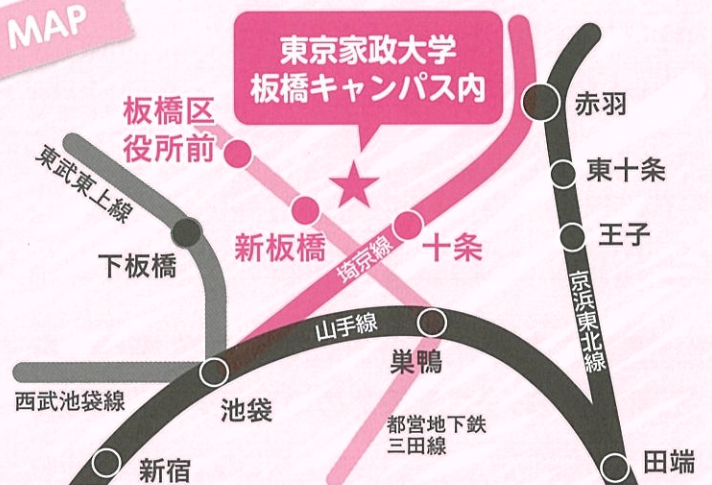 MAP
東京家政大学
板橋キャンパス内
板橋区
役所前
赤羽
東武東上線
東十条
新板橋
十条
王子
下板橋
埼京線
京浜東北線
山手線
巣鴨
西武池袋線
池袋
都営地下鉄
三田線
新宿
田端